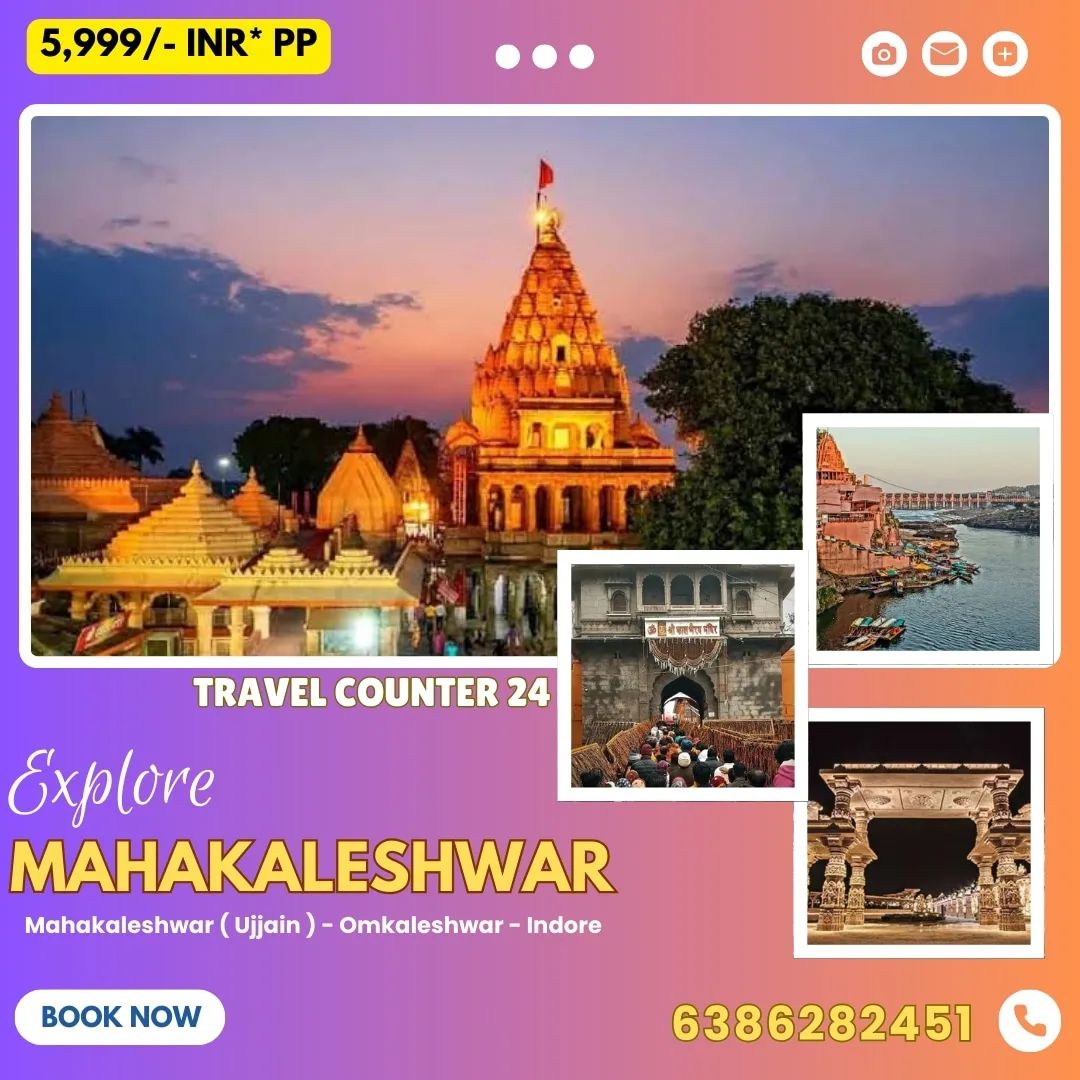 5,999/- INR* PP
TRAVEL COUNTER 24
Explore
MAHAKALESHWAR
Mahakaleshwar ( Ujjain ) - Omkaleshwar - Indore
BOOK NOW
6386282451